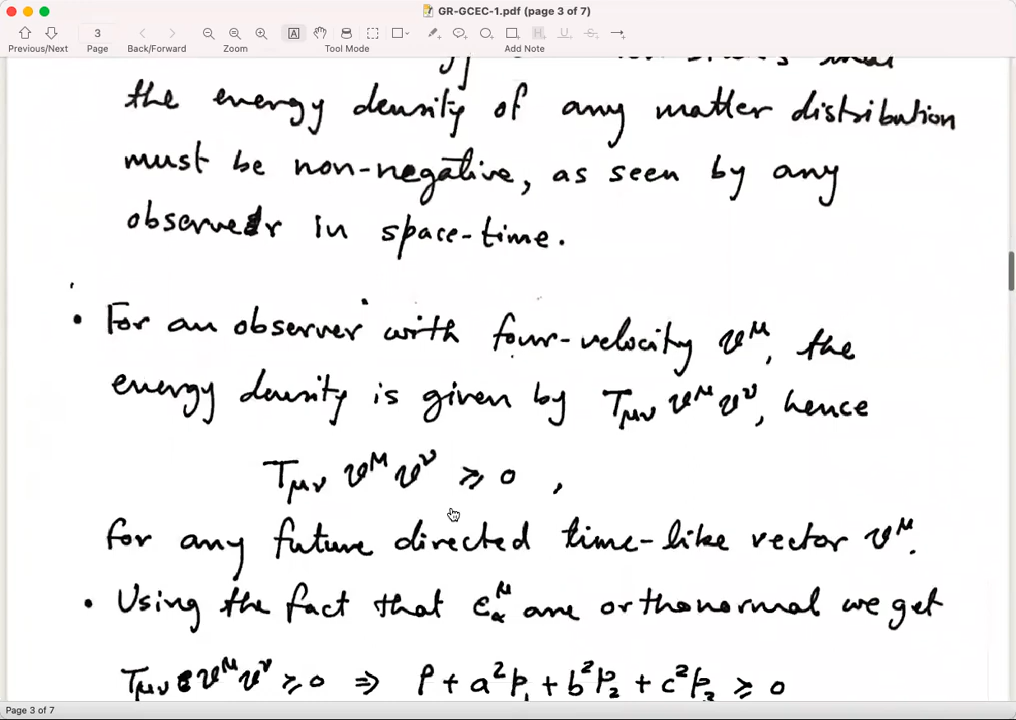 GR-GCEC-1.pdf (page 3 of 7)
3
Previous/Next Page Back/Forward Zoom Tool Mode Add Note
the energy density of any matter distribution
must be non-negative, as seen by any
observer in space-time.
• For an observer with four-velocity v^μ, the
energy density is given by T_μν v^μ v^ν, hence
T_μν v^μ v^ν ≥ 0 ,
for any future directed time-like vector v^μ.
• Using the fact that e^μ_α are orthonormal we get
T_μν v^μ v^ν ≥ 0 ⇒ ρ + a²p₁ + b²p₂ + c²p₃ ≥ 0
Page 3 of 7